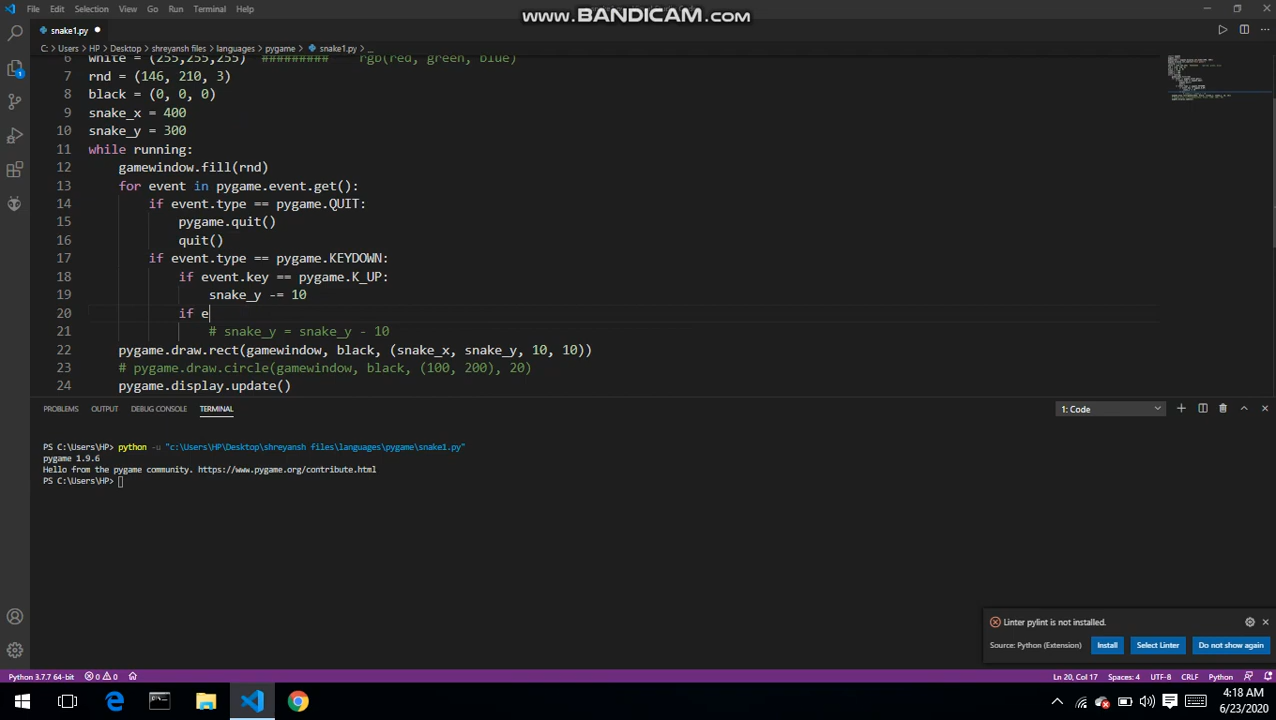 File Edit Selection View Go Run Terminal
www.BANDICAM.com
snake1.py
C: > Users > HP > Desktop > shreyansh files > languages > pygame > snake1.py > _
6 white = (255,255,255) ######### rgb(red, green, blue)
7 rnd = (146, 210, 3)
8 black = (0, 0, 0)
9 snake_x = 400
10 snake_y = 300
11 while running:
12 gamewindow.fill(rnd)
13 for event in pygame.event.get():
14 if event.type == pygame.QUIT:
15 pygame.quit()
16 quit()
17 if event.type == pygame.KEYDOWN:
18 if event.key == pygame.K_UP:
19 snake_y -= 10
20 if e
21 # snake_y = snake_y - 10
22 pygame.draw.rect(gamewindow, black, (snake_x, snake_y, 10, 10))
23 # pygame.draw.circle(gamewindow, black, (100, 200), 20)
24 pygame.display.update()
PROBLEMS OUTPUT DEBUG CONSOLE TERMINAL 1: Code
PS C:\Users\HP> python -u "c:\Users\HP\Desktop\shreyansh files\languages\pygame\snake1.py"
pygame 1.9.6
Hello from the pygame community. https://www.pygame.org/contribute.html
PS C:\Users\HP>
Linter pylint is not installed.
Source: Python (Extension) Install Select Linter Do not show again
Python 3.7.7 64-bit 0 0 Ln 20, Col 17 Spaces: 4 UTF-8 CRLF Python
4:18 AM
6/23/2020